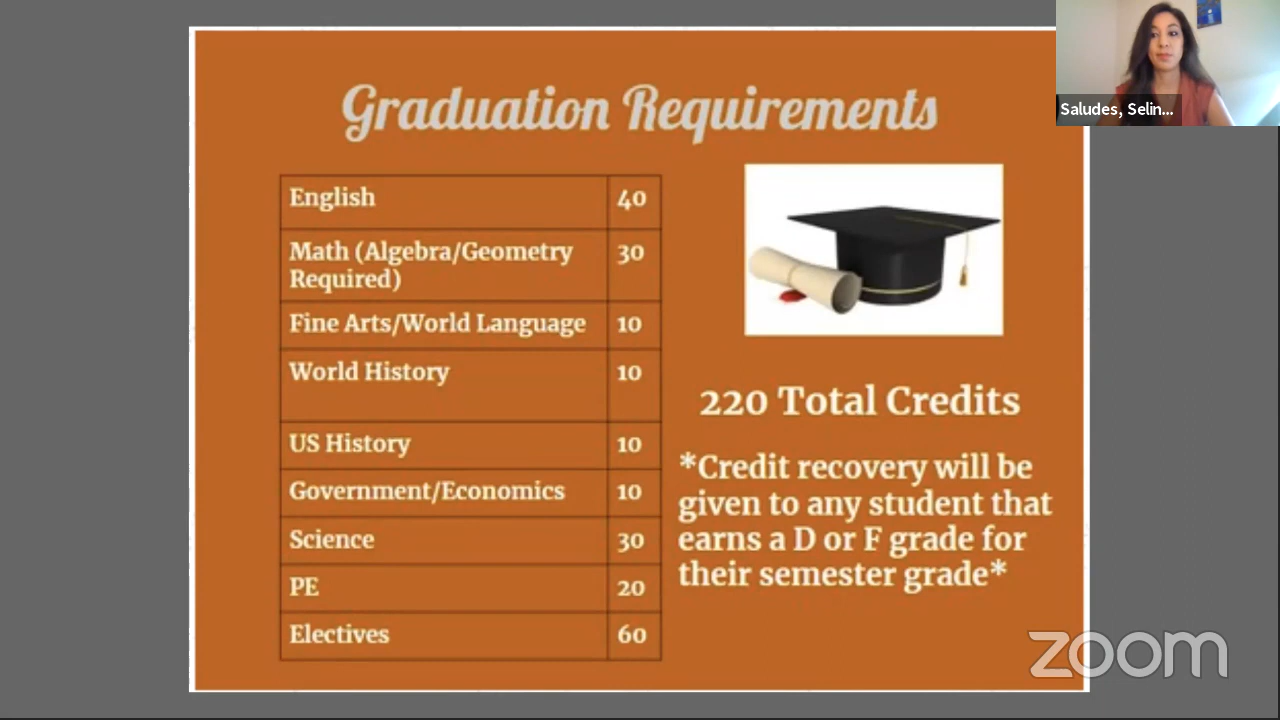 Graduation Requirements
English 40
Math (Algebra/Geometry 30
Required)
Fine Arts/World Language 10
World History 10
US History 10
Government/Economics 10
Science 30
PE 20
Electives 60
220 Total Credits
*Credit recovery will be
given to any student that
earns a D or F grade for
their semester grade*
Saludes, Selin...
zoom